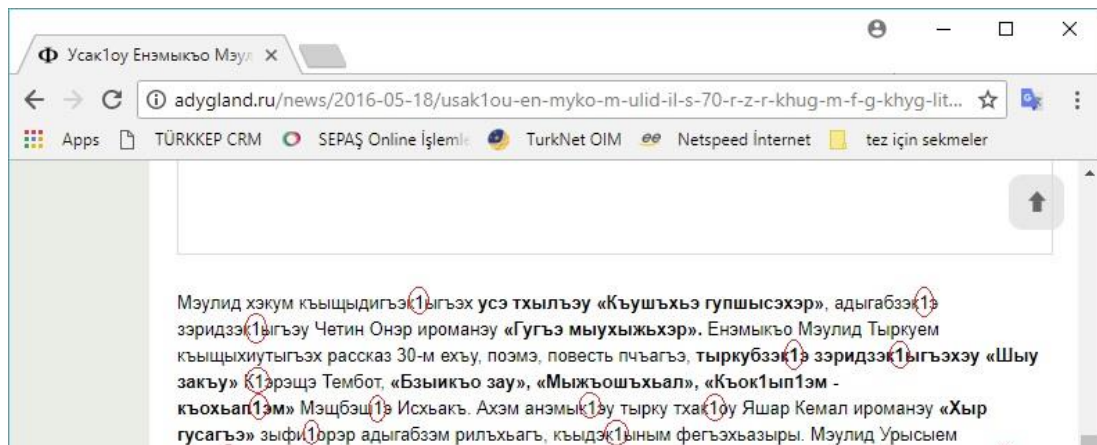 Ф Усак1оу Енэмыкъо Мэул
adygland.ru/news/2016-05-18/usak1ou-en-myko-m-ulid-il-s-70-r-z-r-khug-m-f-g-khyg-lit...
Apps TÜRKKEP CRM SEPAŞ Online İşlemle TurkNet OIM ee Netspeed İnternet tez için sekmeler
Мэулид хэкум къыщыдигъэк1ыгъэх усэ тхылъэу «Къушъхьэ гупшысэхэр», адыгабзэк1э
зэридзэк1ыгъэу Четин Онэр ироманэу «Гугъэ мыухыжьхэр». Енэмыкъо Мэулид Тыркуем
къыщыхиутыгъэх рассказ 30-м ехъу, поэмэ, повесть пчъагъэ, тыркубзэк1э зэридзэк1ыгъэхэу «Шыу
закъу» К1эрэщэ Тембот, «Бзыикъо зау», «Мыжъошъхьал», «Къок1ып1эм -
къохьап1эм» Мэщбэш1э Исхьакъ. Ахэм анэмык1эу тырку тхак1оу Яшар Кемал ироманэу «Хыр
гусагъэ» зыфи1орэр адыгабзэм рилъхьагъ, къыдэк1ыным фегъэхьазыры. Мэулид Урысыем